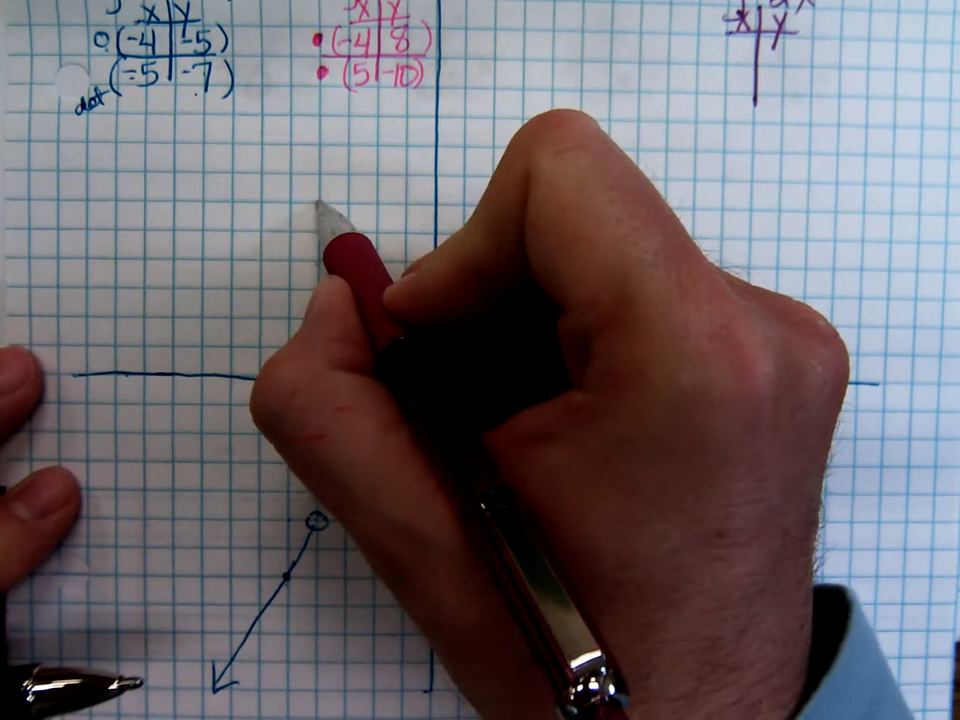 x y
(-4 -5)
(-5 -7)
dot
x y
(-4 8)
(5 -10)
x y